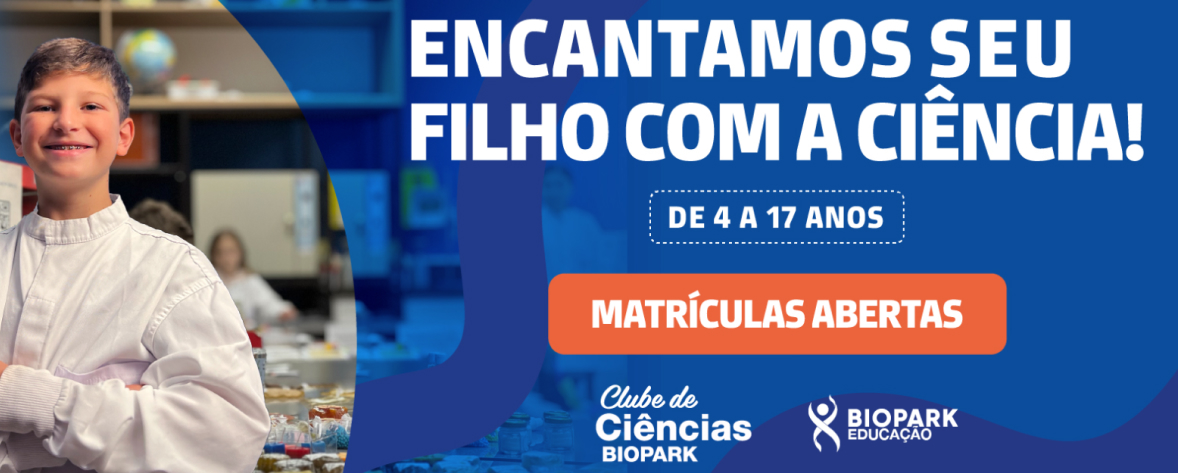 ENCANTAMOS SEU
FILHO COM A CIÊNCIA!
DE 4 A 17 ANOS
MATRÍCULAS ABERTAS
Clube de
Ciências
BIOPARK
BIOPARK
EDUCAÇÃO